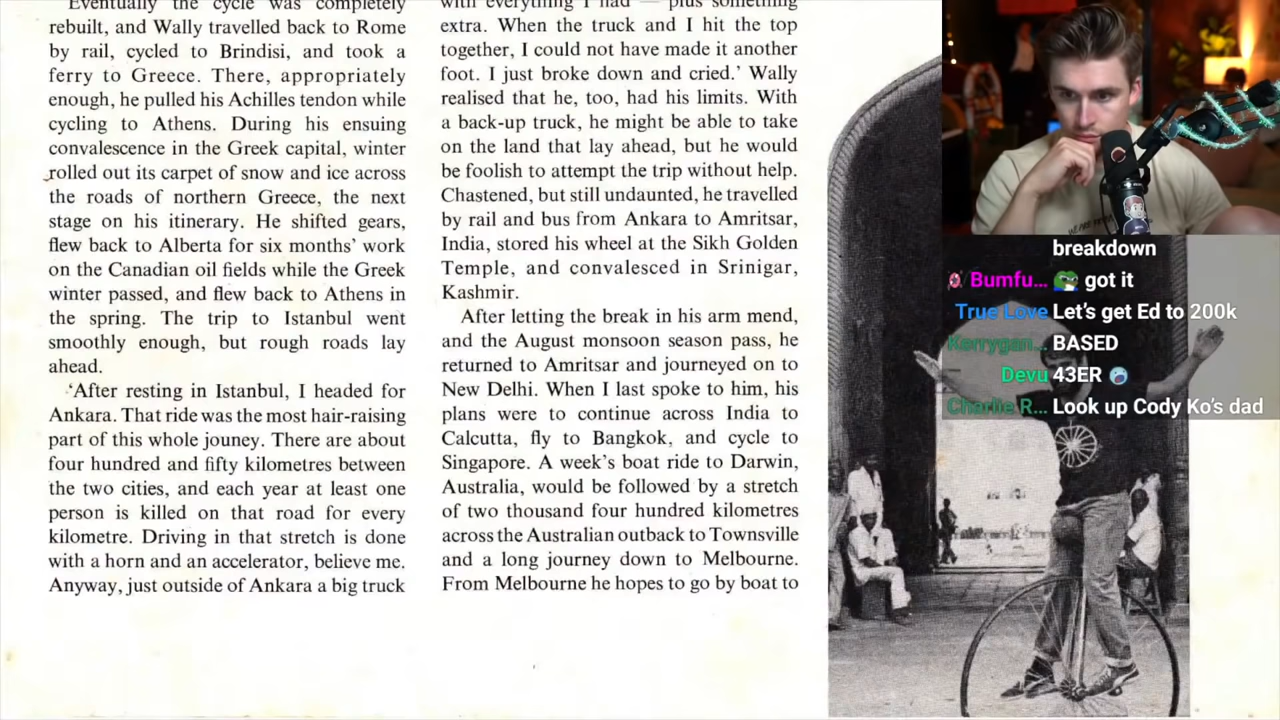 Eventually the cycle was completely
rebuilt, and Wally travelled back to Rome
by rail, cycled to Brindisi, and took a
ferry to Greece. There, appropriately
enough, he pulled his Achilles tendon while
cycling to Athens. During his ensuing
convalescence in the Greek capital, winter
rolled out its carpet of snow and ice across
the roads of northern Greece, the next
stage on his itinerary. He shifted gears,
flew back to Alberta for six months' work
on the Canadian oil fields while the Greek
winter passed, and flew back to Athens in
the spring. The trip to Istanbul went
smoothly enough, but rough roads lay
ahead.
'After resting in Istanbul, I headed for
Ankara. That ride was the most hair-raising
part of this whole jouney. There are about
four hundred and fifty kilometres between
the two cities, and each year at least one
person is killed on that road for every
kilometre. Driving in that stretch is done
with a horn and an accelerator, believe me.
Anyway, just outside of Ankara a big truck
with everything I had — plus something
extra. When the truck and I hit the top
together, I could not have made it another
foot. I just broke down and cried.' Wally
realised that he, too, had his limits. With
a back-up truck, he might be able to take
on the land that lay ahead, but he would
be foolish to attempt the trip without help.
Chastened, but still undaunted, he travelled
by rail and bus from Ankara to Amritsar,
India, stored his wheel at the Sikh Golden
Temple, and convalesced in Srinigar,
Kashmir.
After letting the break in his arm mend,
and the August monsoon season pass, he
returned to Amritsar and journeyed on to
New Delhi. When I last spoke to him, his
plans were to continue across India to
Calcutta, fly to Bangkok, and cycle to
Singapore. A week's boat ride to Darwin,
Australia, would be followed by a stretch
of two thousand four hundred kilometres
across the Australian outback to Townsville
and a long journey down to Melbourne.
From Melbourne he hopes to go by boat to
breakdown
Bumfu... got it
True Love Let's get Ed to 200k
Kerrygan... BASED
Devu 43ER
Charlie R... Look up Cody Ko's dad